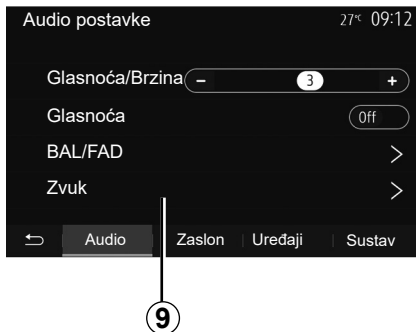 Audio postavke 27°c 09:12
Glasnoća/Brzina − 3 +
Glasnoća Off
BAL/FAD >
Zvuk >
Audio Zaslon Uređaji Sustav
9